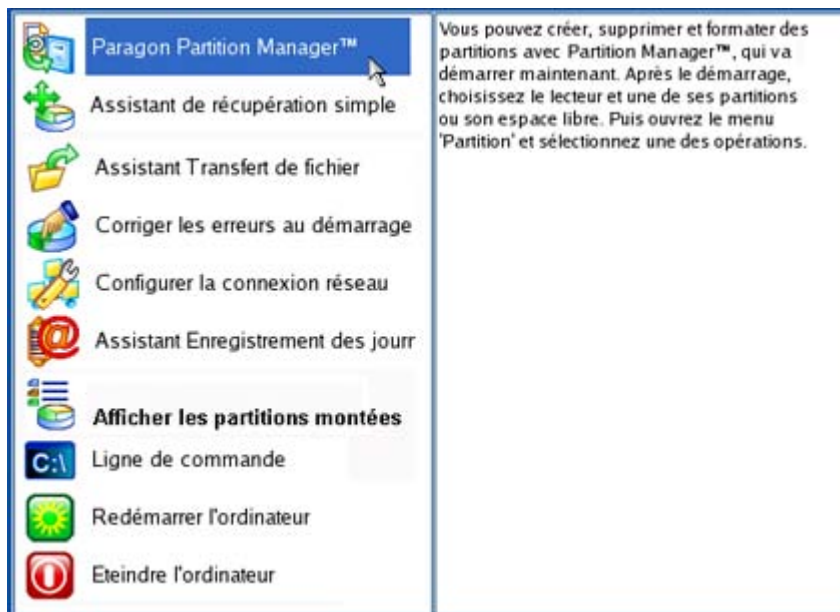 Paragon Partition Manager™
Assistant de récupération simple
Assistant Transfert de fichier
Corriger les erreurs au démarrage
Configurer la connexion réseau
Assistant Enregistrement des jourr
Afficher les partitions montées
C:\
Ligne de commande
Redémarrer l'ordinateur
Eteindre l'ordinateur
Vous pouvez créer, supprimer et formater des
partitions avec Partition Manager™, qui va
démarrer maintenant. Après le démarrage,
choisissez le lecteur et une de ses partitions
ou son espace libre. Puis ouvrez le menu
'Partition' et sélectionnez une des opérations.